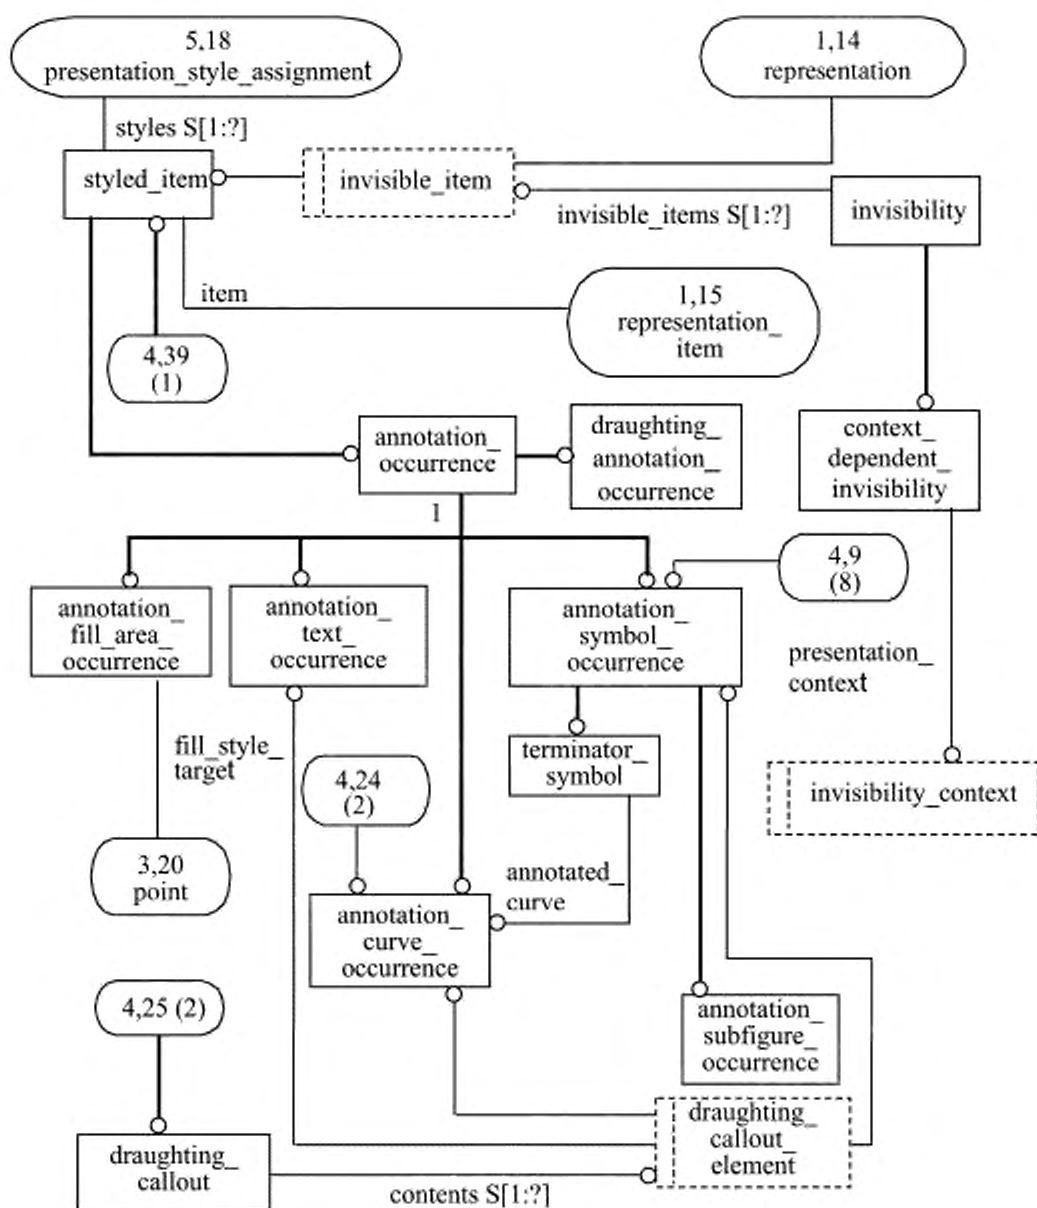 5,18
presentation_style_assignment
1,14
representation
styles S[1:?]
styled_item
invisible_item
invisible_items S[1:?]
invisibility
item
1,15
representation_
item
4,39
(1)
annotation_
occurrence
draughting_
annotation_
occurrence
context_
dependent_
invisibility
1
4,9
(8)
annotation_
fill_area_
occurrence
annotation_
text_
occurrence
annotation_
symbol_
occurrence
presentation_
context
fill_style_
target
4,24
(2)
terminator_
symbol
invisibility_context
3,20
point
annotated_
curve
annotation_
curve_
occurrence
4,25 (2)
annotation_
subfigure_
occurrence
draughting_
callout_
element
draughting_
callout
contents S[1:?]